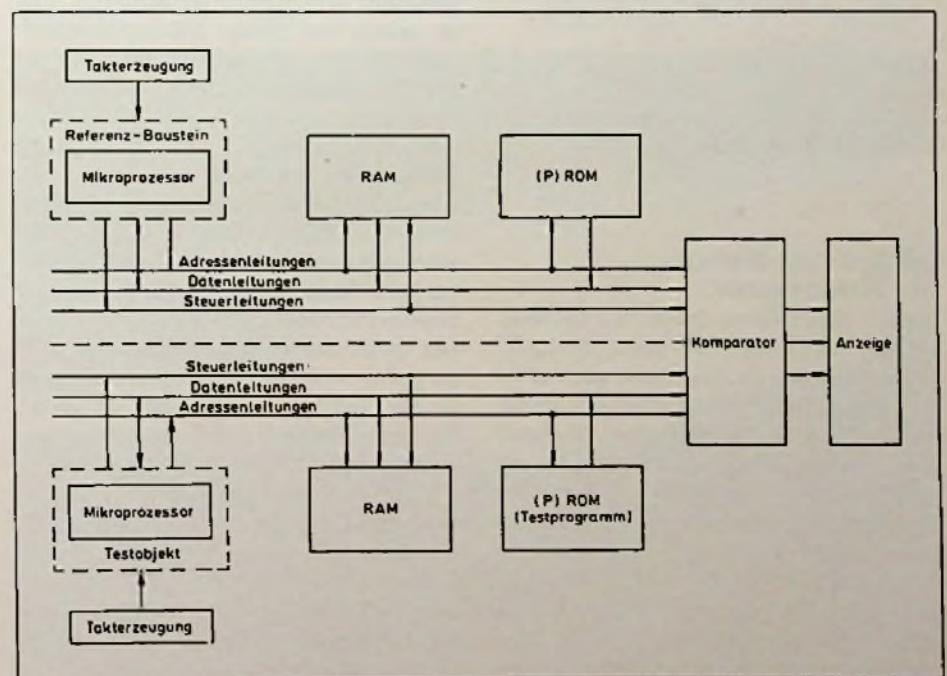 Takterzeugung
Referenz-Baustein
Mikroprozessor
RAM
(P) ROM
Adressenleitungen
Datenleitungen
Steuerleitungen
Komparator
Anzeige
Steuerleitungen
Datenleitungen
Adressenleitungen
Mikroprozessor
Testobjekt
RAM
(P) ROM
(Testprogramm)
Takterzeugung